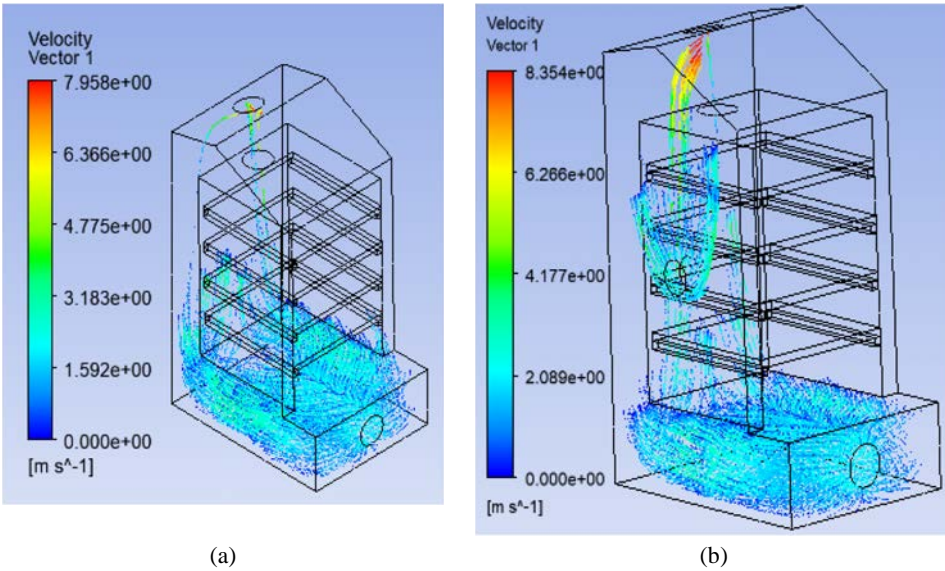 Velocity
Vector 1
7.958e+00
6.366e+00
4.775e+00
3.183e+00
1.592e+00
0.000e+00
[m s^-1]
(a)
Velocity
Vector 1
8.354e+00
6.266e+00
4.177e+00
2.089e+00
0.000e+00
[m s^-1]
(b)